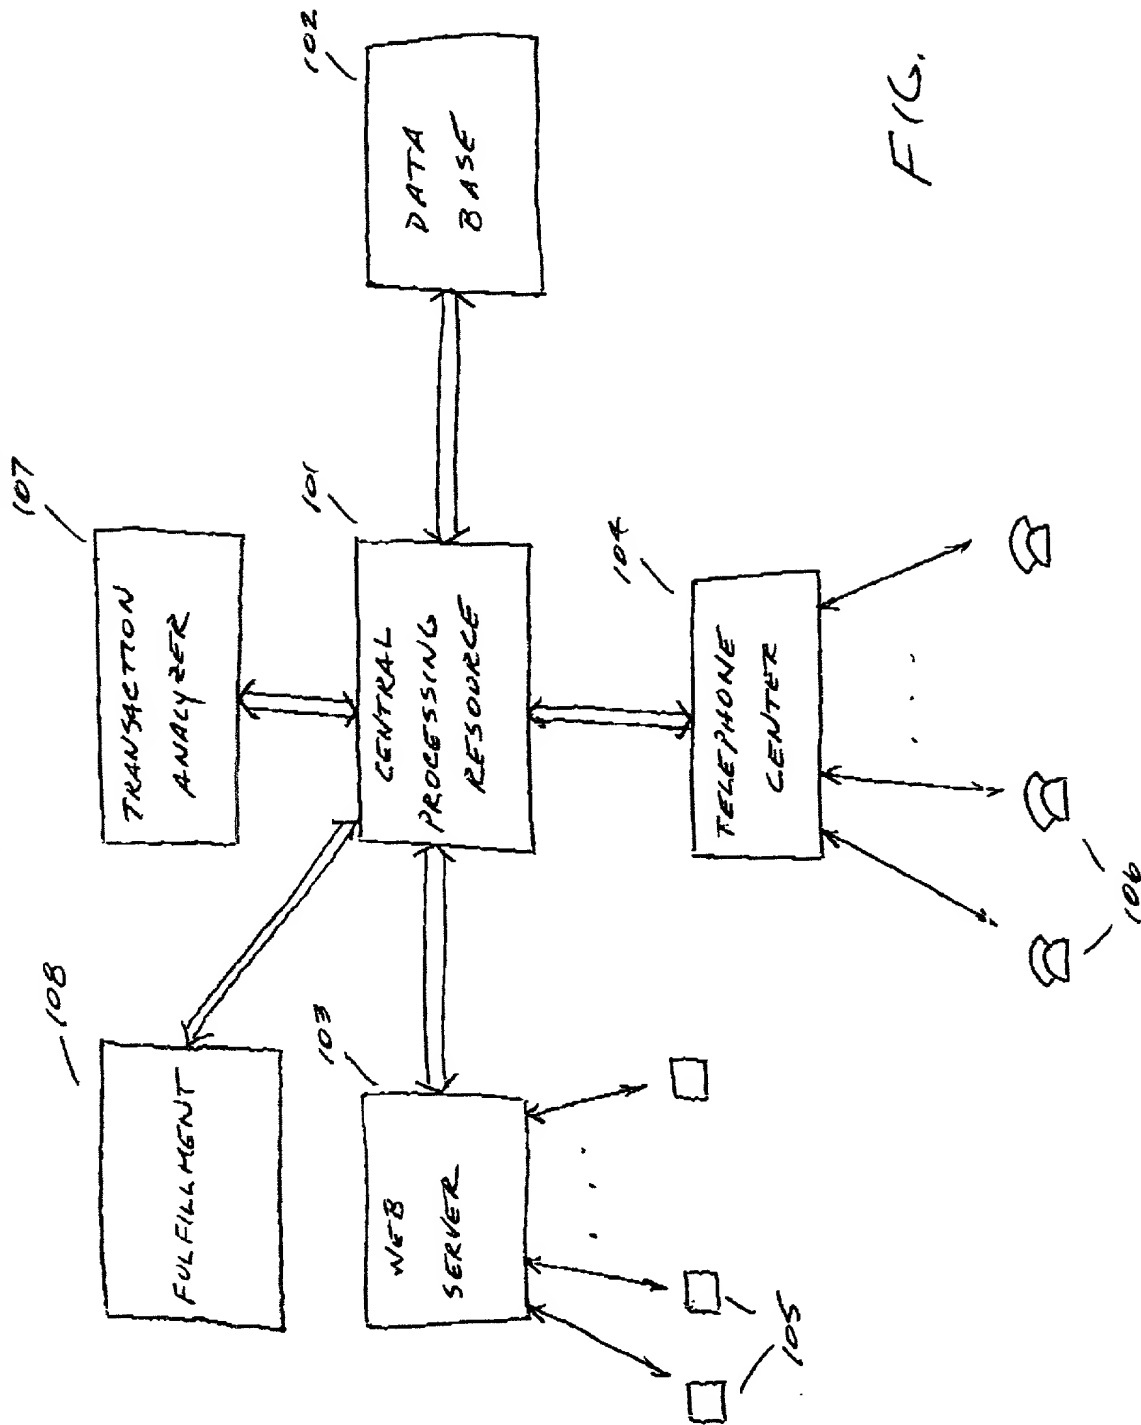 108
FULFILLMENT
107
TRANSACTION
ANALYZER
103
WEB
SERVER
101
CENTRAL
PROCESSING
RESOURCE
102
DATA
BASE
104
TELEPHONE
CENTER
105
106
FIG.